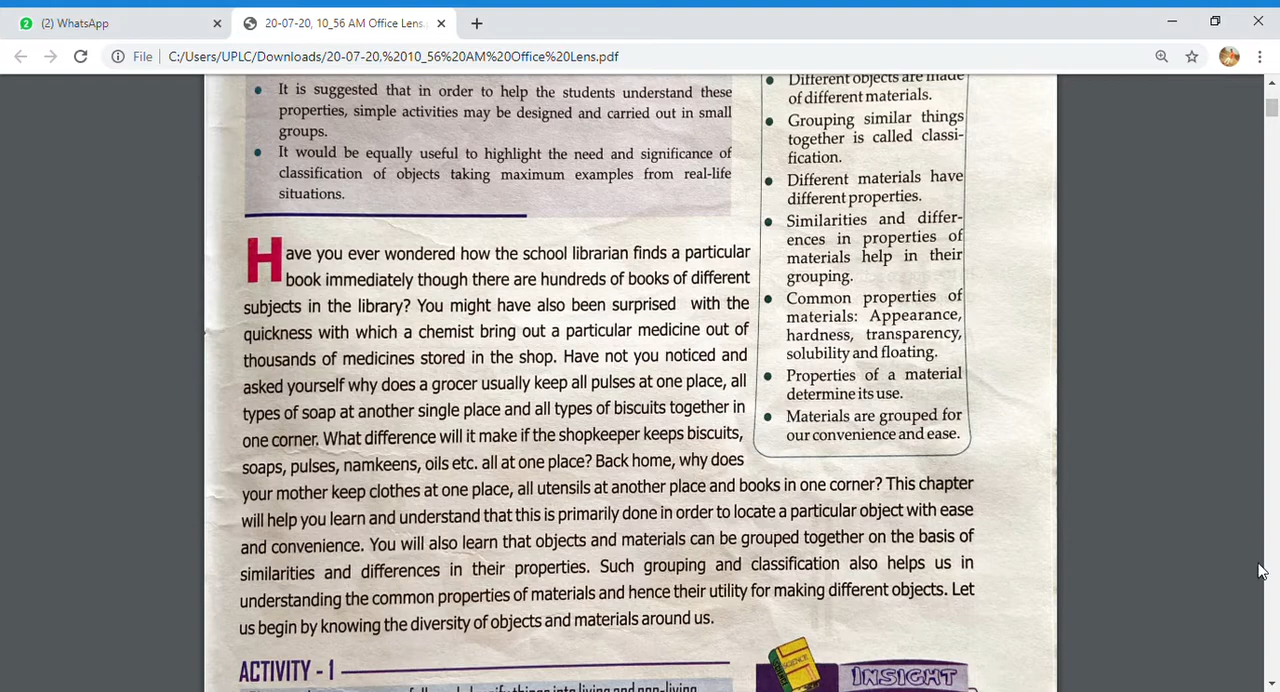 (2) WhatsApp
20-07-20, 10_56 AM Office Lens.
File
C:/Users/UPLC/Downloads/20-07-20,%2010_56%20AM%20Office%20Lens.pdf
It is suggested that in order to help the students understand these
properties, simple activities may be designed and carried out in small
groups.
It would be equally useful to highlight the need and significance of
classification of objects taking maximum examples from real-life
situations.
Different objects are made
of different materials.
Grouping similar things
together is called classi-
fication.
Different materials have
different properties.
Similarities and differ-
ences in properties of
materials help in their
grouping.
Common properties of
materials: Appearance,
hardness, transparency,
solubility and floating.
Properties of a material
determine its use.
Materials are grouped for
our convenience and ease.
Have you ever wondered how the school librarian finds a particular
book immediately though there are hundreds of books of different
subjects in the library? You might have also been surprised with the
quickness with which a chemist bring out a particular medicine out of
thousands of medicines stored in the shop. Have not you noticed and
asked yourself why does a grocer usually keep all pulses at one place, all
types of soap at another single place and all types of biscuits together in
one corner. What difference will it make if the shopkeeper keeps biscuits,
soaps, pulses, namkeens, oils etc. all at one place? Back home, why does
your mother keep clothes at one place, all utensils at another place and books in one corner? This chapter
will help you learn and understand that this is primarily done in order to locate a particular object with ease
and convenience. You will also learn that objects and materials can be grouped together on the basis of
similarities and differences in their properties. Such grouping and classification also helps us in
understanding the common properties of materials and hence their utility for making different objects. Let
us begin by knowing the diversity of objects and materials around us.
ACTIVITY - 1
SCIENCE
INSIGHT
things into living and non-living